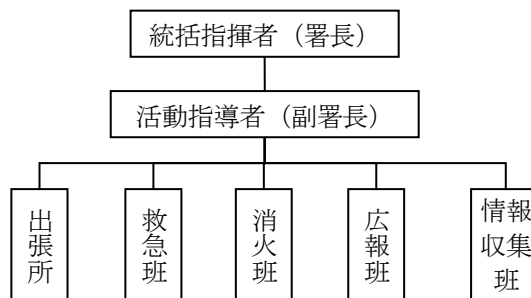 統括指揮者（署長）
活動指導者（副署長）
出張所
救急班
消火班
広報班
情報収集班